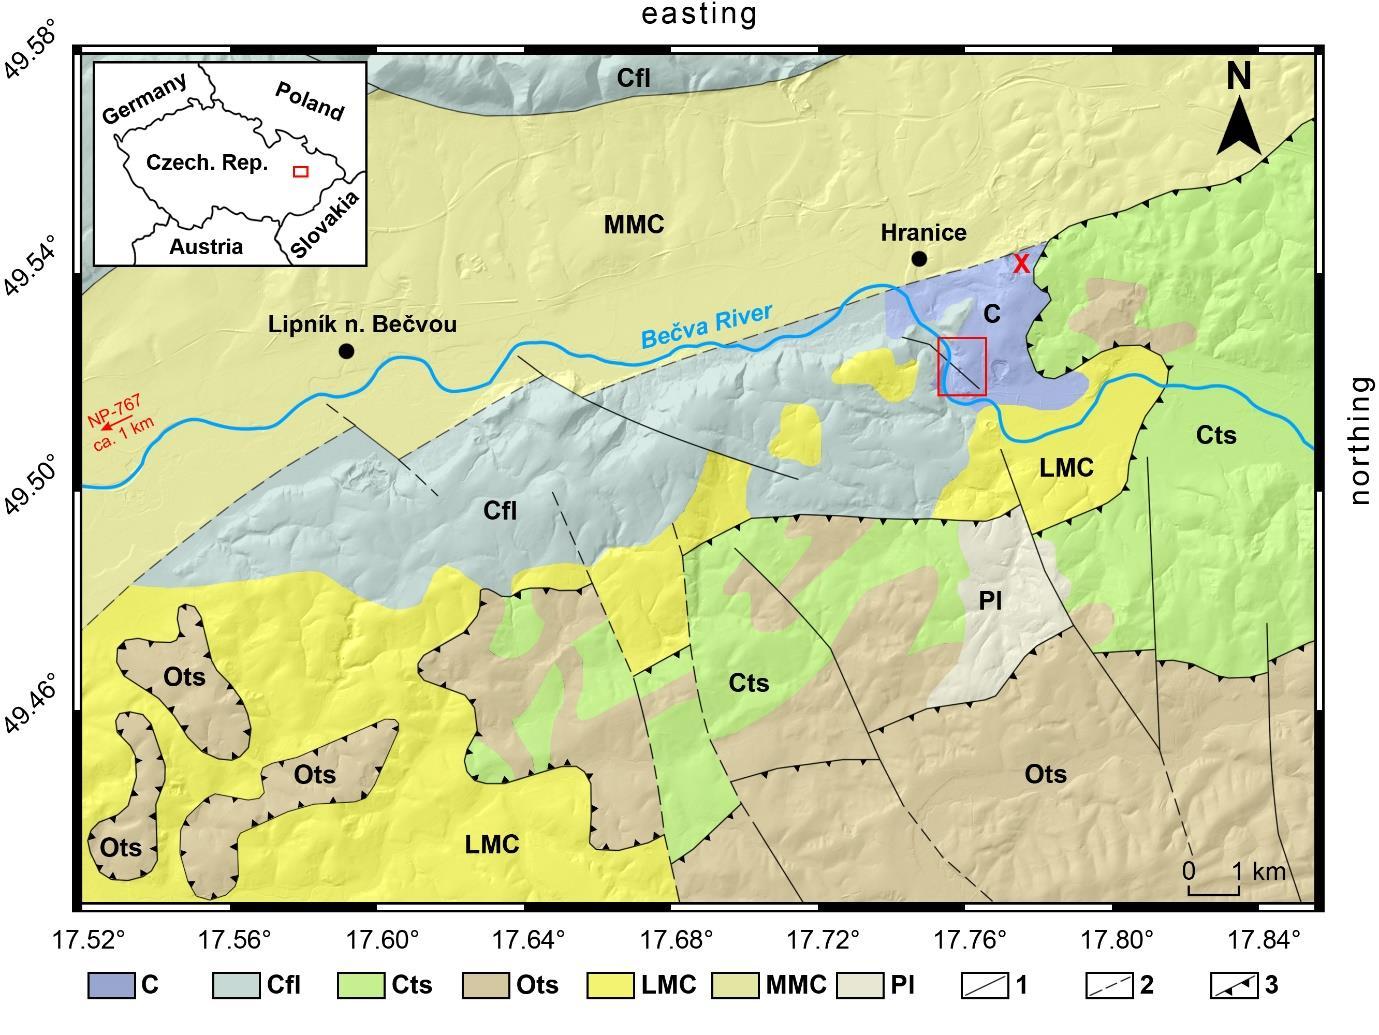 easting
49.58°
49.54°
49.50°
49.46°
northing
Germany
Poland
Czech. Rep.
Austria
Slovakia
Cfl
N
MMC
Hranice
X
C
Lipník n. Bečvou
Bečva River
NP-767
ca. 1 km
Cts
LMC
Cfl
Pl
Ots
Cts
Ots
Ots
Ots
LMC
0 1 km
17.52° 17.56° 17.60° 17.64° 17.68° 17.72° 17.76° 17.80° 17.84°
C Cfl Cts Ots LMC MMC Pl 1 2 3